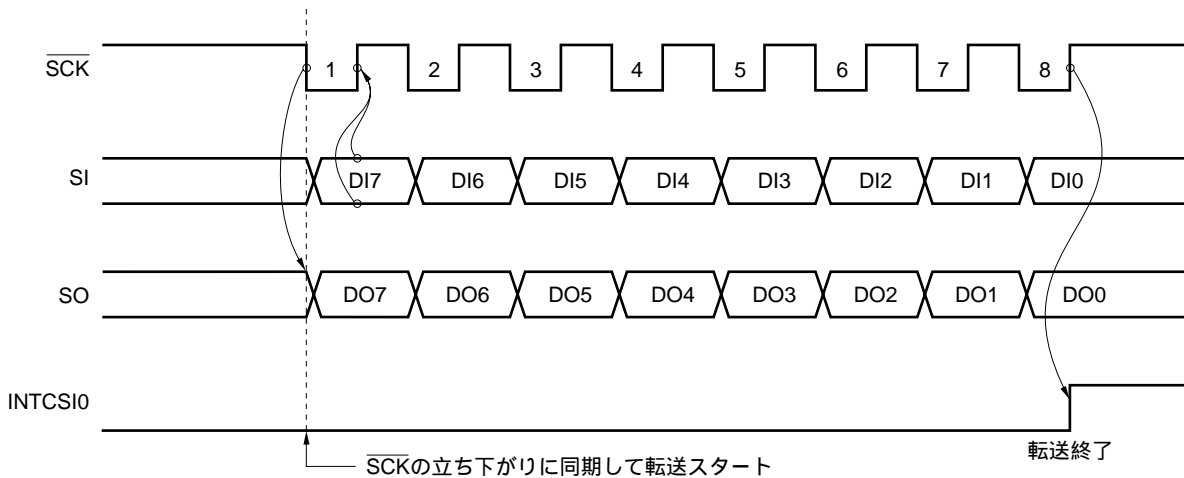 SCK 1 2 3 4 5 6 7 8
SI DI7 DI6 DI5 DI4 DI3 DI2 DI1 DI0
SO DO7 DO6 DO5 DO4 DO3 DO2 DO1 DO0
INTCSI0
SCKの立ち下がりに同期して転送スタート
転送終了